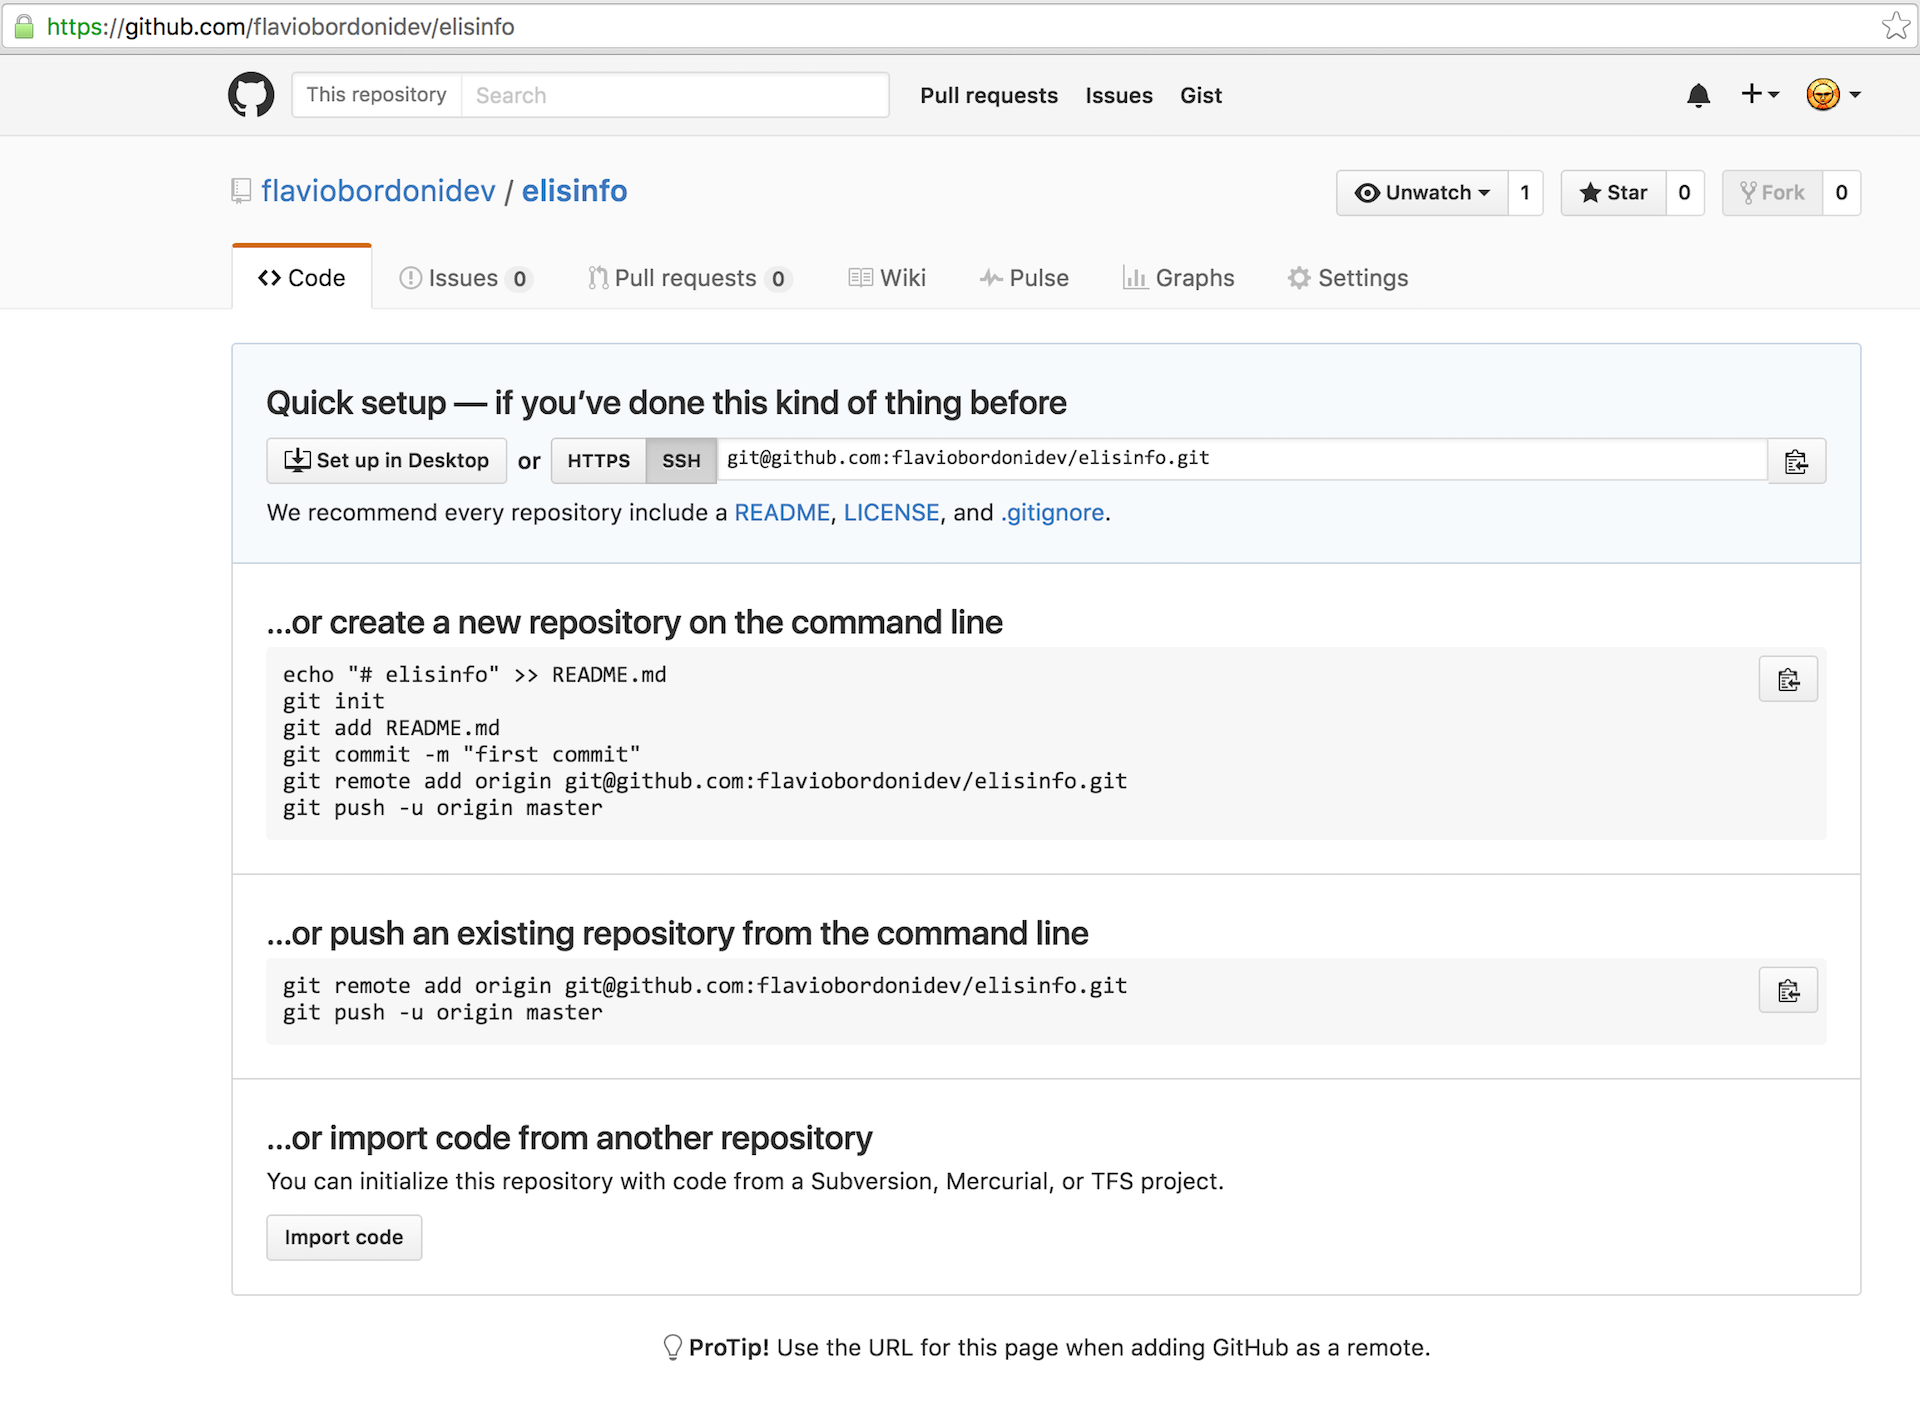 https://github.com/flaviobordonidev/elisinfo
This repository Search Pull requests Issues Gist
flaviobordonidev / elisinfo Unwatch 1 Star 0 Fork 0
Code Issues 0 Pull requests 0 Wiki Pulse Graphs Settings
Quick setup — if you’ve done this kind of thing before
Set up in Desktop or HTTPS SSH git@github.com:flaviobordonidev/elisinfo.git
We recommend every repository include a README, LICENSE, and .gitignore.
…or create a new repository on the command line
echo "# elisinfo" >> README.md
git init
git add README.md
git commit -m "first commit"
git remote add origin git@github.com:flaviobordonidev/elisinfo.git
git push -u origin master
…or push an existing repository from the command line
git remote add origin git@github.com:flaviobordonidev/elisinfo.git
git push -u origin master
…or import code from another repository
You can initialize this repository with code from a Subversion, Mercurial, or TFS project.
Import code
ProTip! Use the URL for this page when adding GitHub as a remote.